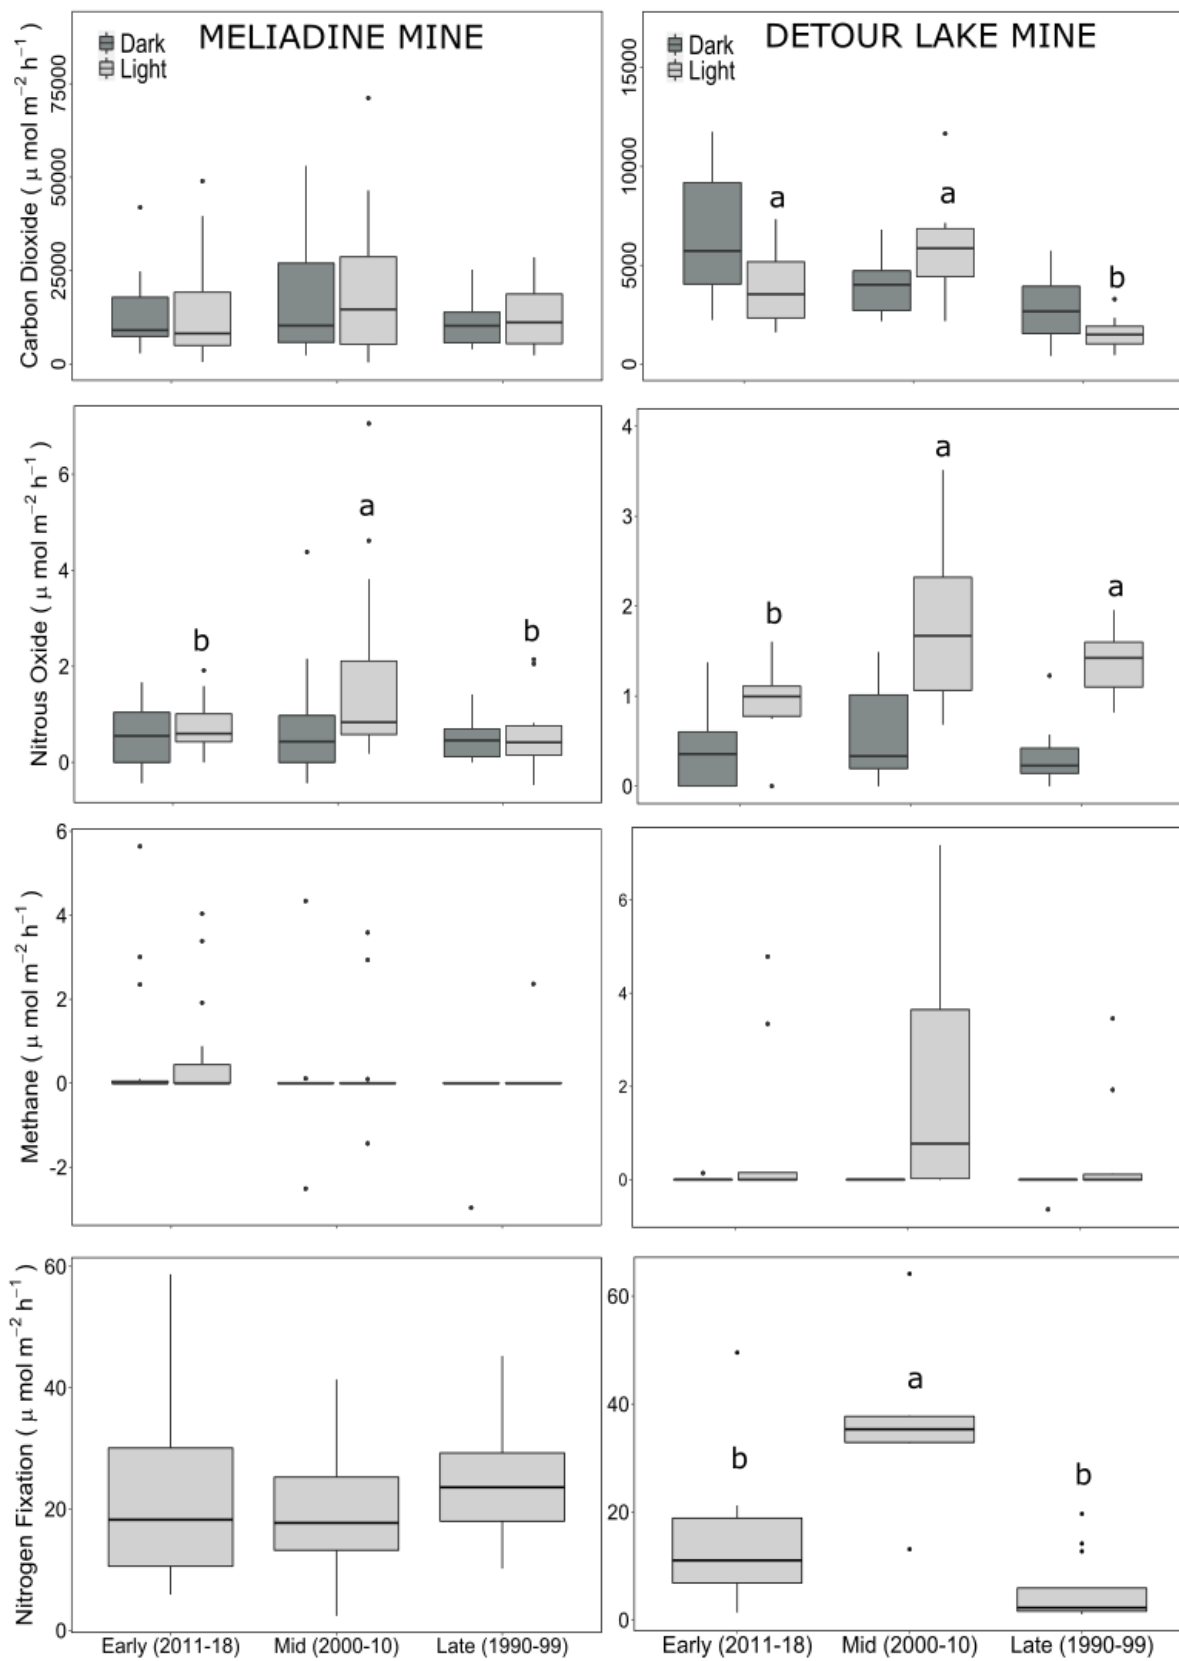 MELIADINE MINE
Dark
Light
Carbon Dioxide ( μ mol m⁻² h⁻¹ )
75000
50000
25000
0
DETOUR LAKE MINE
Dark
Light
15000
10000
5000
0
a
a
b
Nitrous Oxide ( μ mol m⁻² h⁻¹ )
6
4
2
0
b
a
b
4
3
2
1
0
b
a
a
Methane ( μ mol m⁻² h⁻¹ )
6
4
2
0
-2
6
4
2
0
Nitrogen Fixation ( μ mol m⁻² h⁻¹ )
60
40
20
0
Early (2011-18) Mid (2000-10) Late (1990-99)
60
40
20
0
b
a
b
Early (2011-18) Mid (2000-10) Late (1990-99)